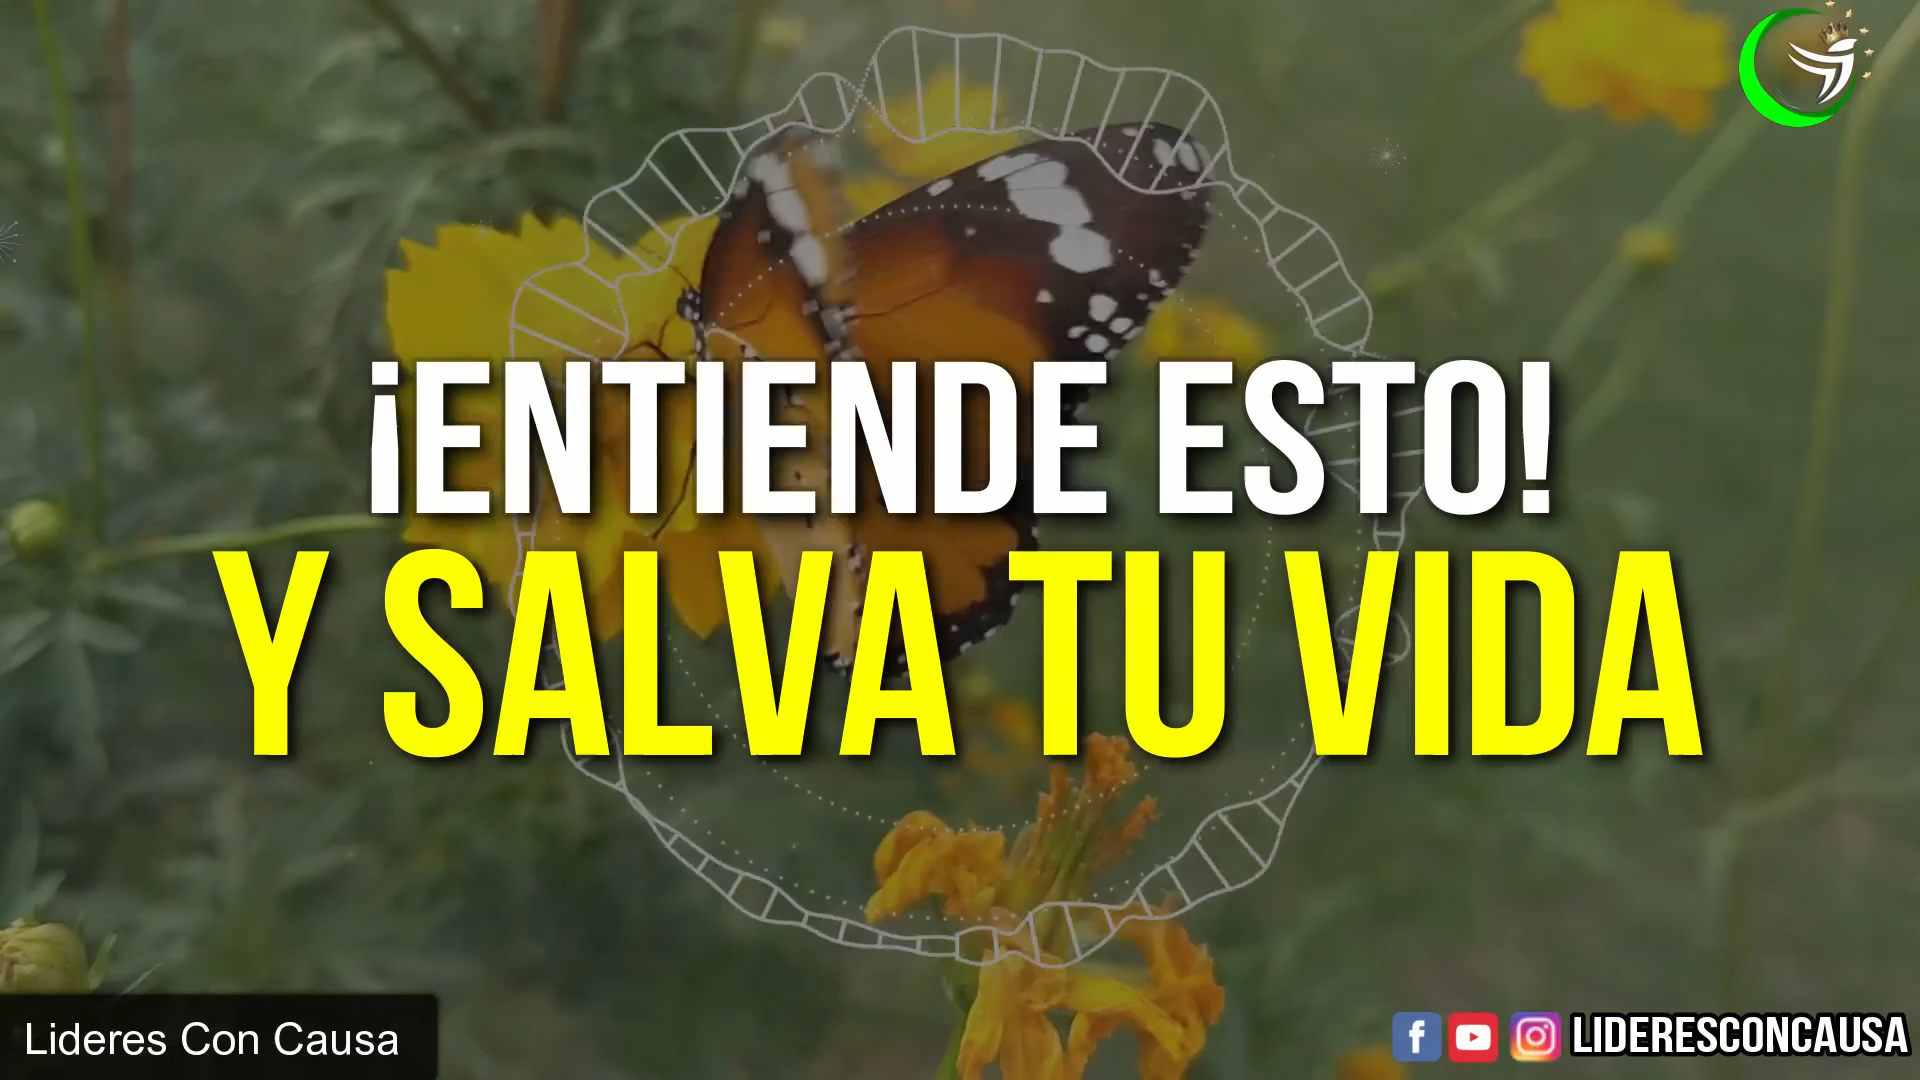 ¡ENTIENDE ESTO!
Y SALVA TU VIDA
Lideres Con Causa
LIDERESCONCAUSA